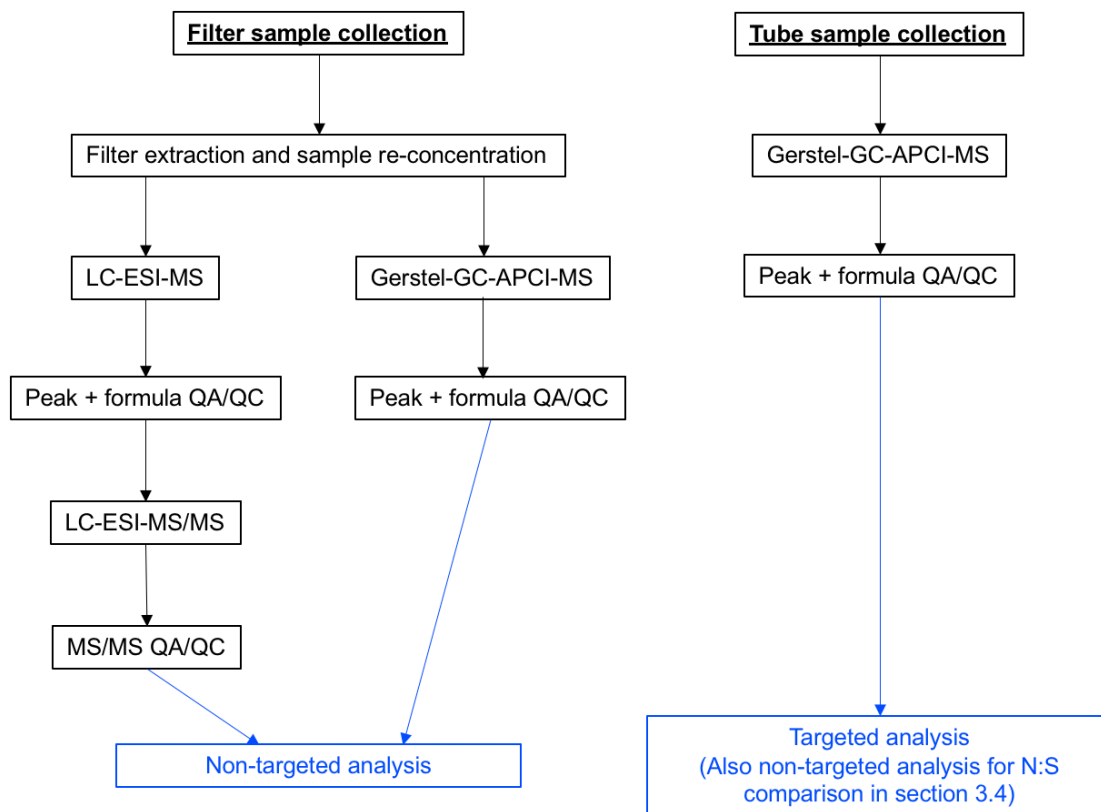 Filter sample collection
Tube sample collection
Filter extraction and sample re-concentration
Gerstel-GC-APCI-MS
LC-ESI-MS
Gerstel-GC-APCI-MS
Peak + formula QA/QC
Peak + formula QA/QC
Peak + formula QA/QC
LC-ESI-MS/MS
MS/MS QA/QC
Non-targeted analysis
Targeted analysis
(Also non-targeted analysis for N:S
comparison in section 3.4)